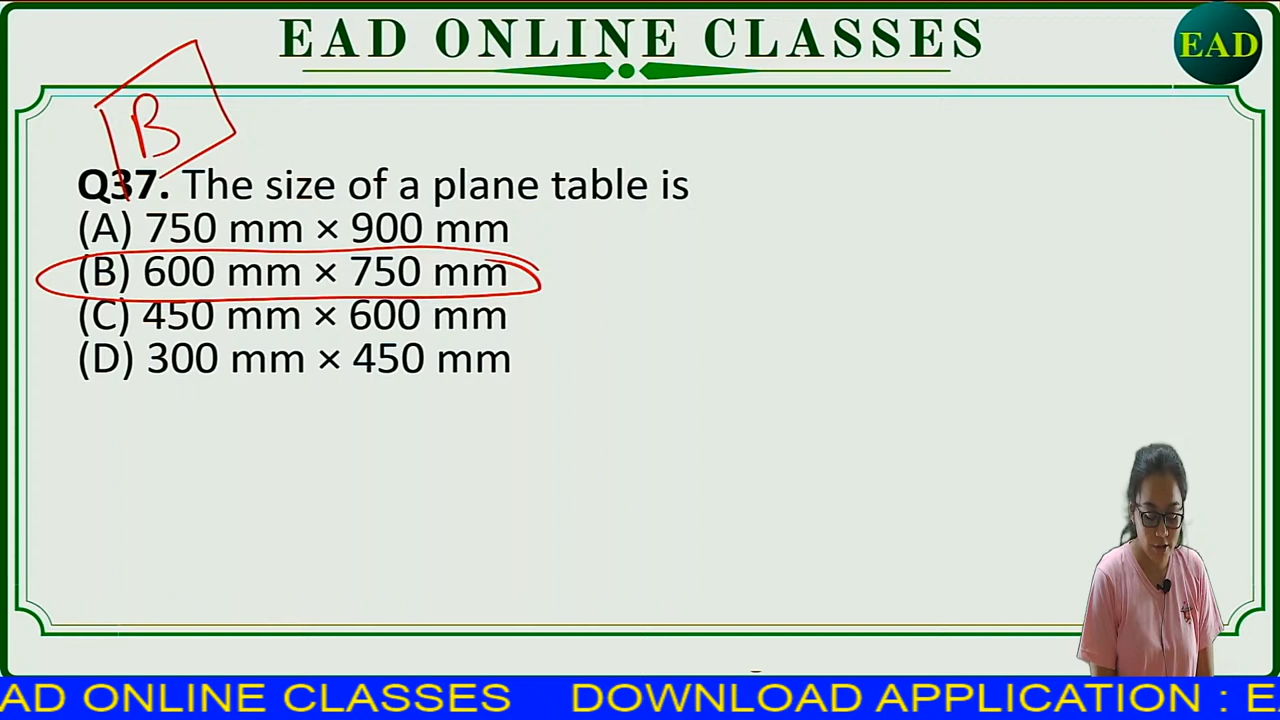 EAD ONLINE CLASSES
EAD
B
Q37. The size of a plane table is
(A) 750 mm × 900 mm
(B) 600 mm × 750 mm
(C) 450 mm × 600 mm
(D) 300 mm × 450 mm
AD ONLINE CLASSES DOWNLOAD APPLICATION : EA